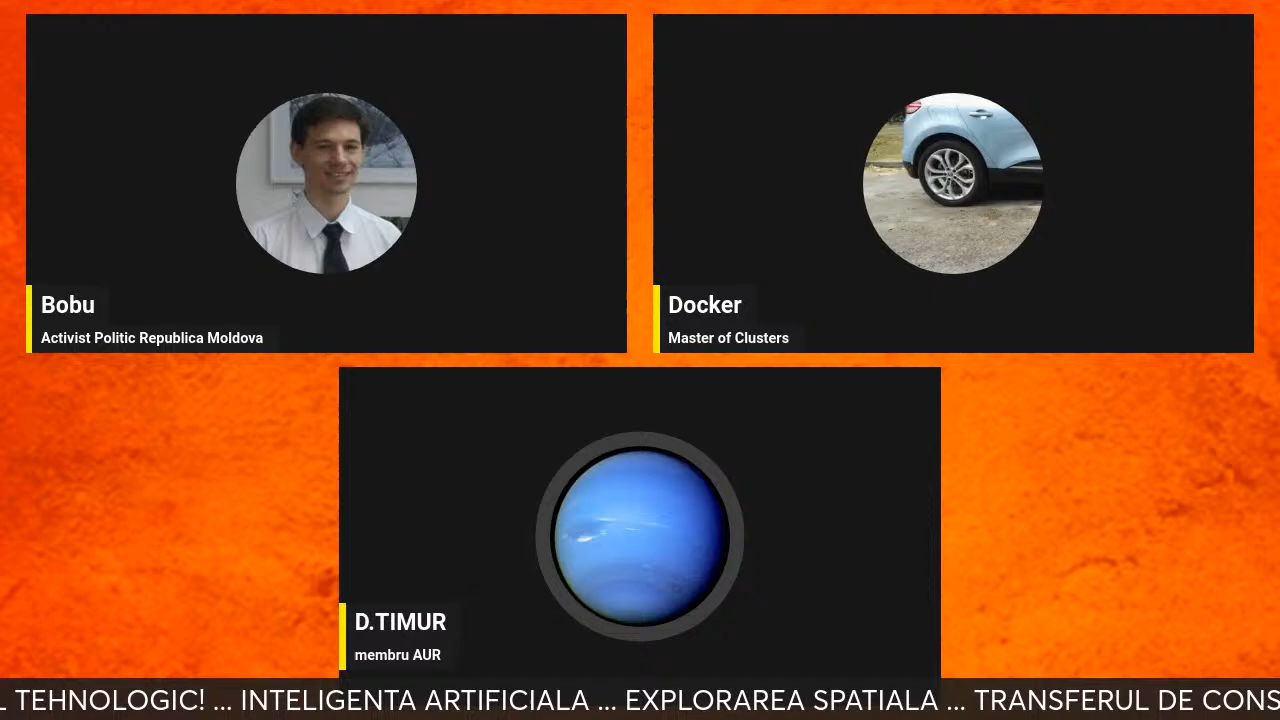 Bobu
Activist Politic Republica Moldova
Docker
Master of Clusters
D.TIMUR
membru AUR
L TEHNOLOGIC! ... INTELIGENTA ARTIFICIALA ... EXPLORAREA SPATIALA ... TRANSFERUL DE CONS